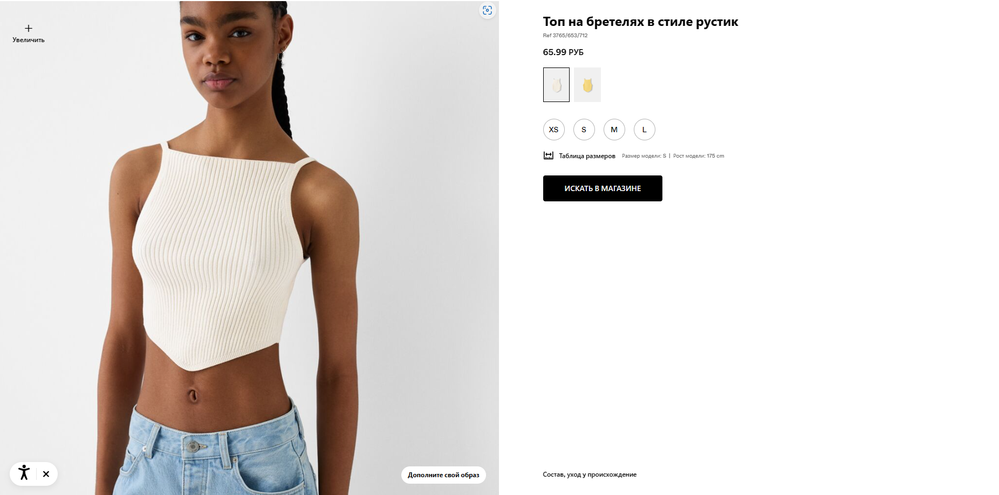 Увеличить
Топ на бретелях в стиле рустик
Ref 3765/653/712
65.99 РУБ
XS S M L
Таблица размеров Размер модели: S | Рост модели: 175 cm
ИСКАТЬ В МАГАЗИНЕ
Дополните свой образ
Состав, уход у происхождение